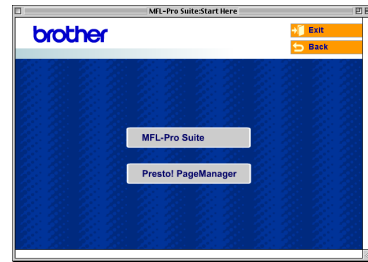 MFL-Pro Suite:Start Here
brother
Exit
Back
MFL-Pro Suite
Presto! PageManager